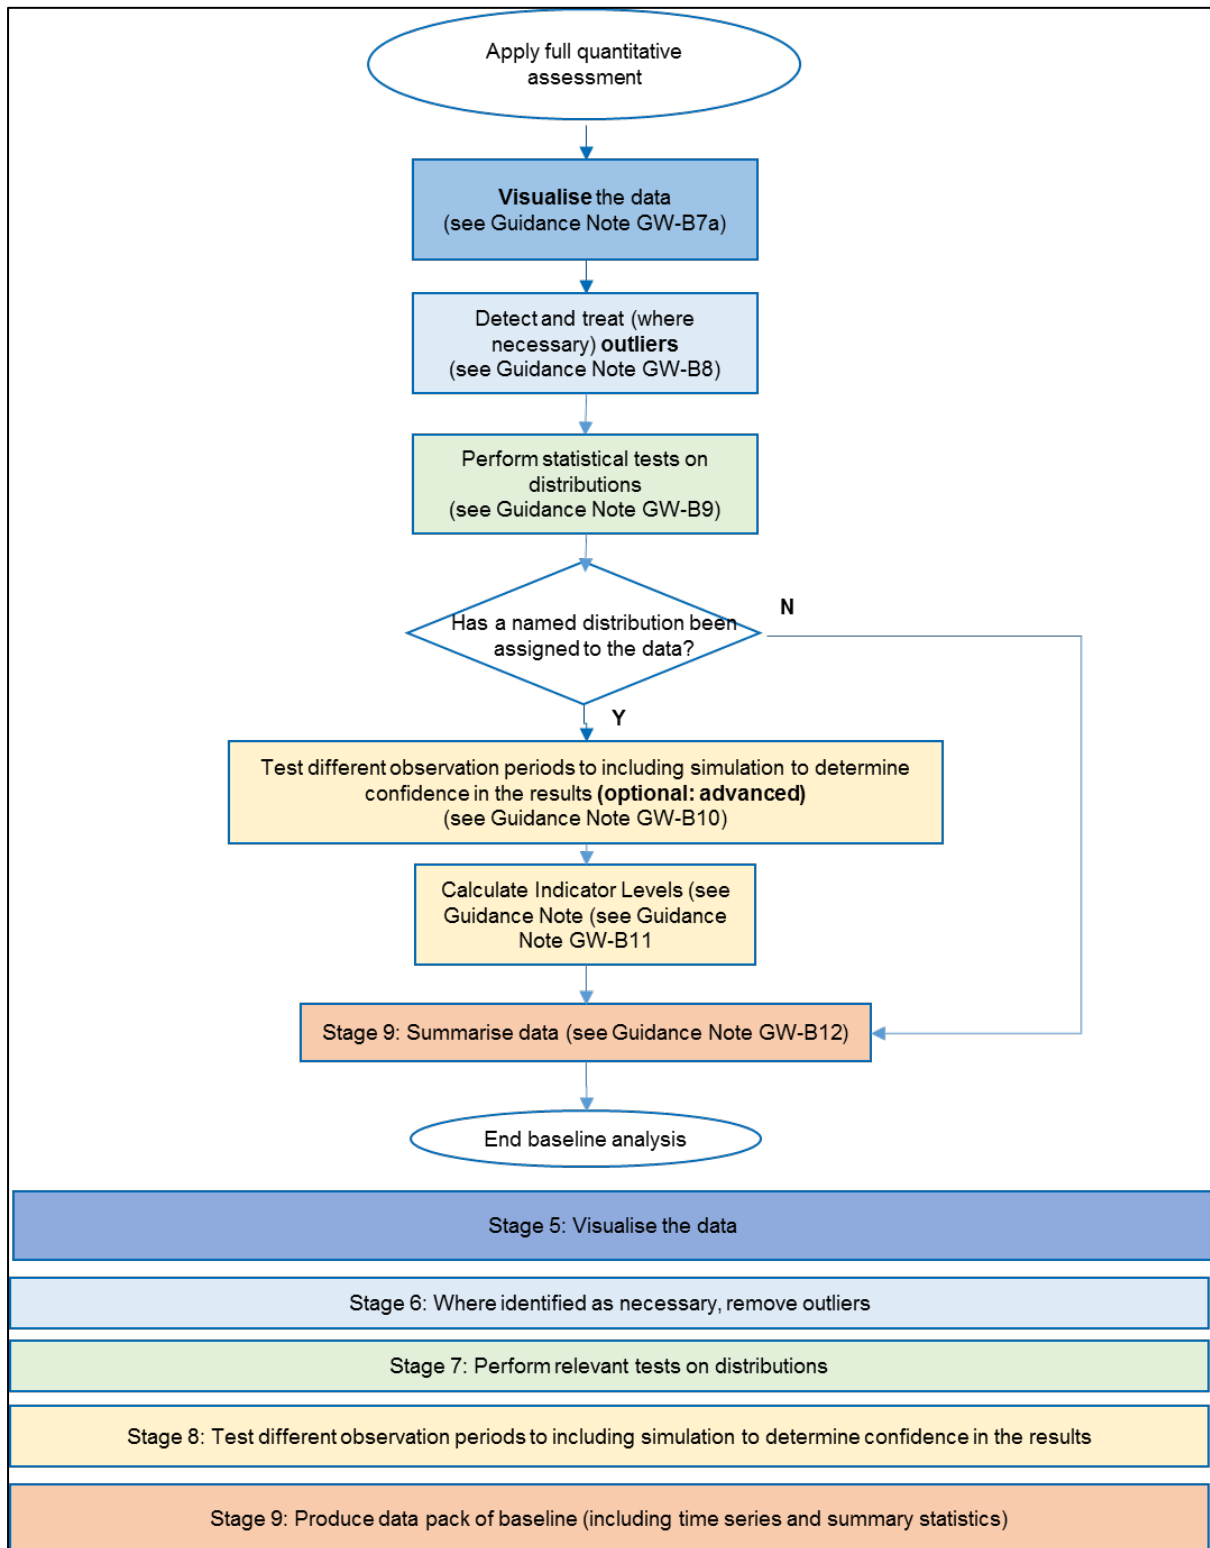 Apply full quantitative
assessment
Visualise the data
(see Guidance Note GW-B7a)
Detect and treat (where
necessary) outliers
(see Guidance Note GW-B8)
Perform statistical tests on
distributions
(see Guidance Note GW-B9)
Has a named distribution been
assigned to the data?
N
Y
Test different observation periods to including simulation to determine
confidence in the results (optional: advanced)
(see Guidance Note GW-B10)
Calculate Indicator Levels (see
Guidance Note (see Guidance
Note GW-B11
Stage 9: Summarise data (see Guidance Note GW-B12)
End baseline analysis
Stage 5: Visualise the data
Stage 6: Where identified as necessary, remove outliers
Stage 7: Perform relevant tests on distributions
Stage 8: Test different observation periods to including simulation to determine confidence in the results
Stage 9: Produce data pack of baseline (including time series and summary statistics)